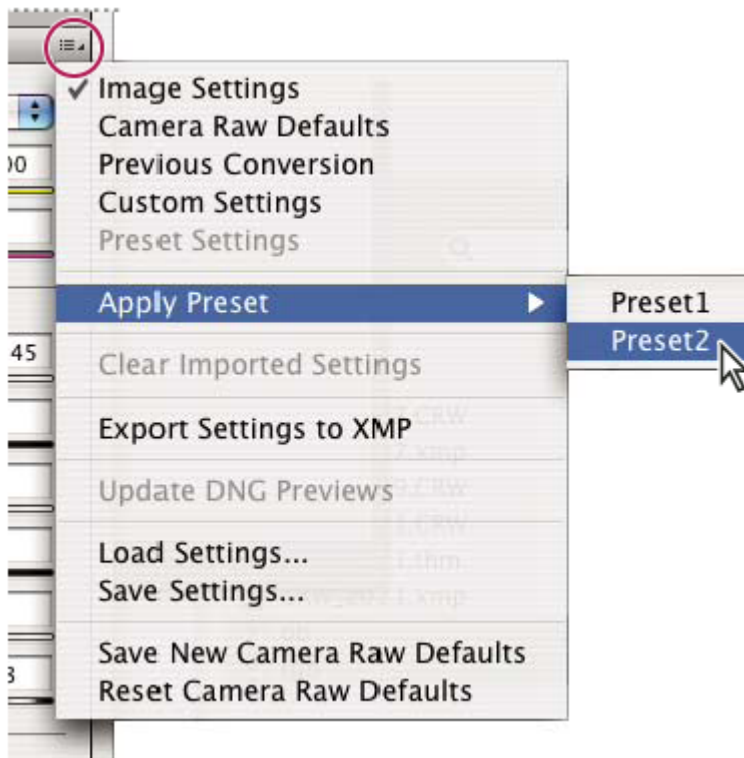 Image Settings
Camera Raw Defaults
00
Previous Conversion
Custom Settings
Preset Settings
Apply Preset
Preset1
Preset2
45
Clear Imported Settings
Export Settings to XMP
Update DNG Previews
Load Settings...
Save Settings...
Save New Camera Raw Defaults
Reset Camera Raw Defaults